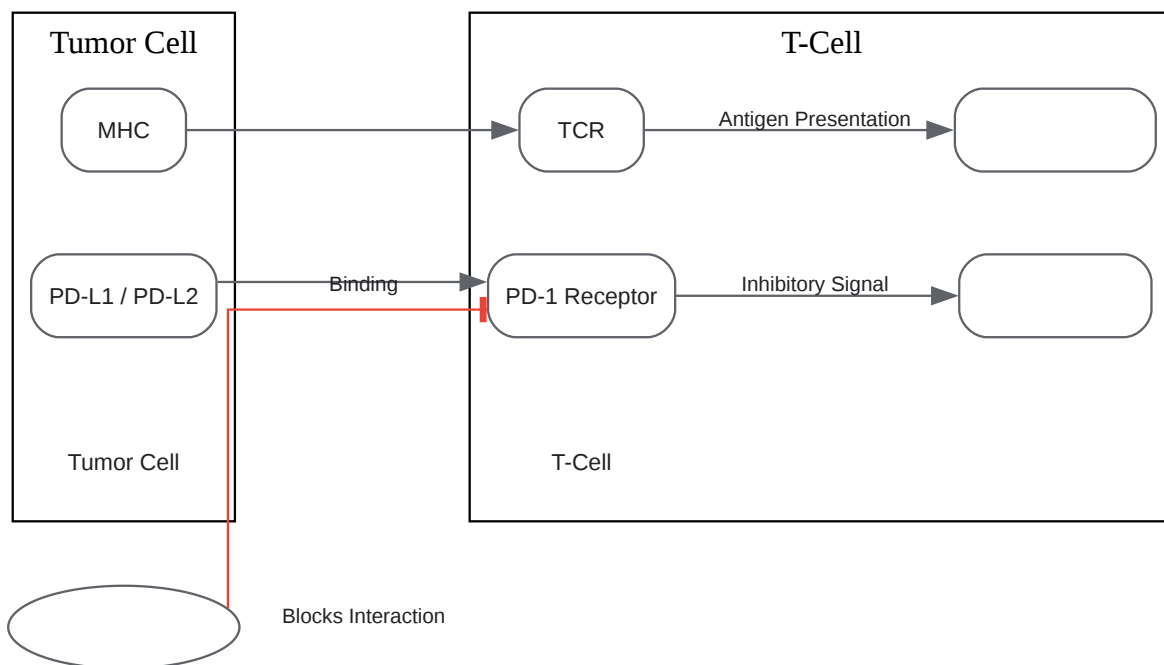 Tumor Cell
T-Cell
MHC
TCR
Antigen Presentation
PD-L1 / PD-L2
Binding
PD-1 Receptor
Inhibitory Signal
Tumor Cell
T-Cell
Blocks Interaction